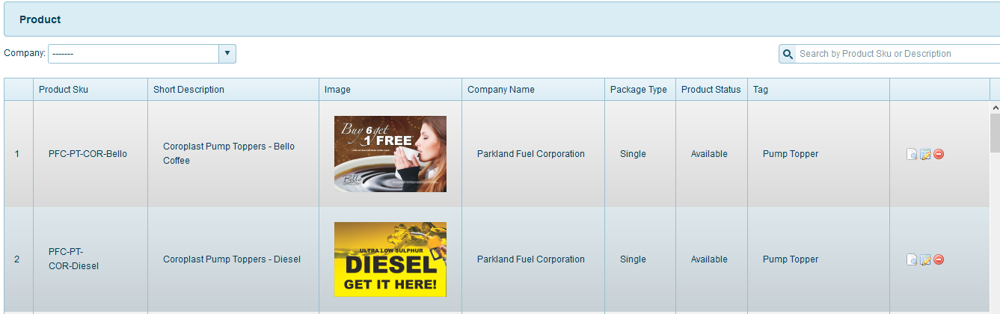 Product
Company: -------
Search by Product Sku or Description
Product Sku Short Description Image Company Name Package Type Product Status Tag
1 PFC-PT-COR-Bello Coroplast Pump Toppers - Bello
Coffee
Buy 6 get
1 FREE
Bello
Parkland Fuel Corporation Single Available Pump Topper
2 PFC-PT-
COR-Diesel
Coroplast Pump Toppers - Diesel
ULTRA LOW SULPHUR
DIESEL
GET IT HERE!
Parkland Fuel Corporation Single Available Pump Topper